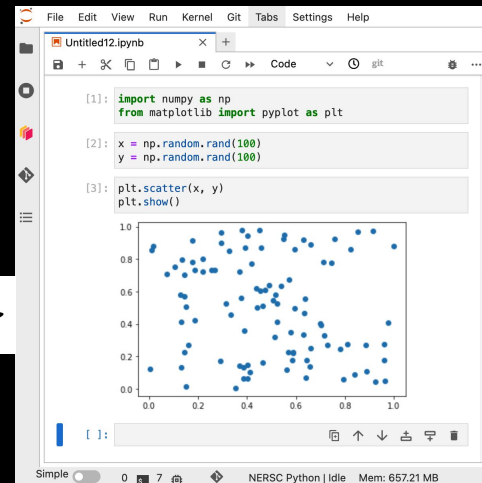 File Edit View Run Kernel Git Tabs Settings Help
Untitled12.ipynb
Code git
[1]: import numpy as np
from matplotlib import pyplot as plt
[2]: x = np.random.rand(100)
y = np.random.rand(100)
[3]: plt.scatter(x, y)
plt.show()
1.0
0.8
0.6
0.4
0.2
0.0
0.0 0.2 0.4 0.6 0.8 1.0
[ ]:
Simple 0 7 NERSC Python | Idle Mem: 657.21 MB